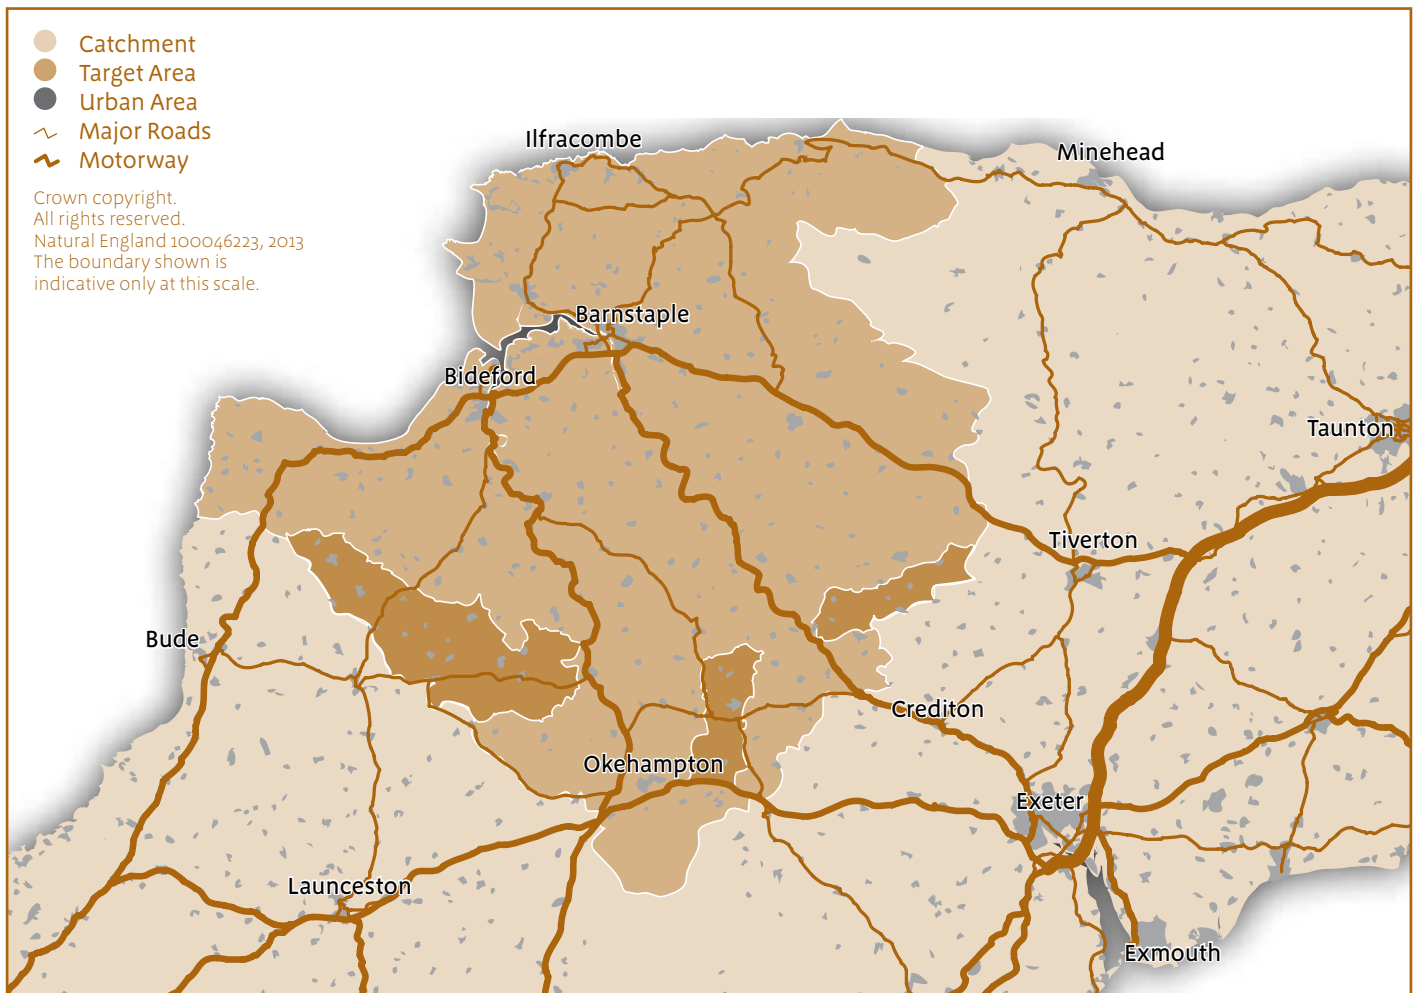 Catchment
Target Area
Urban Area
Major Roads
Motorway
Crown copyright.
All rights reserved.
Natural England 100046223, 2013
The boundary shown is
indicative only at this scale.
Ilfracombe
Minehead
Barnstaple
Bideford
Taunton
Tiverton
Bude
Crediton
Okehampton
Exeter
Launceston
Exmouth